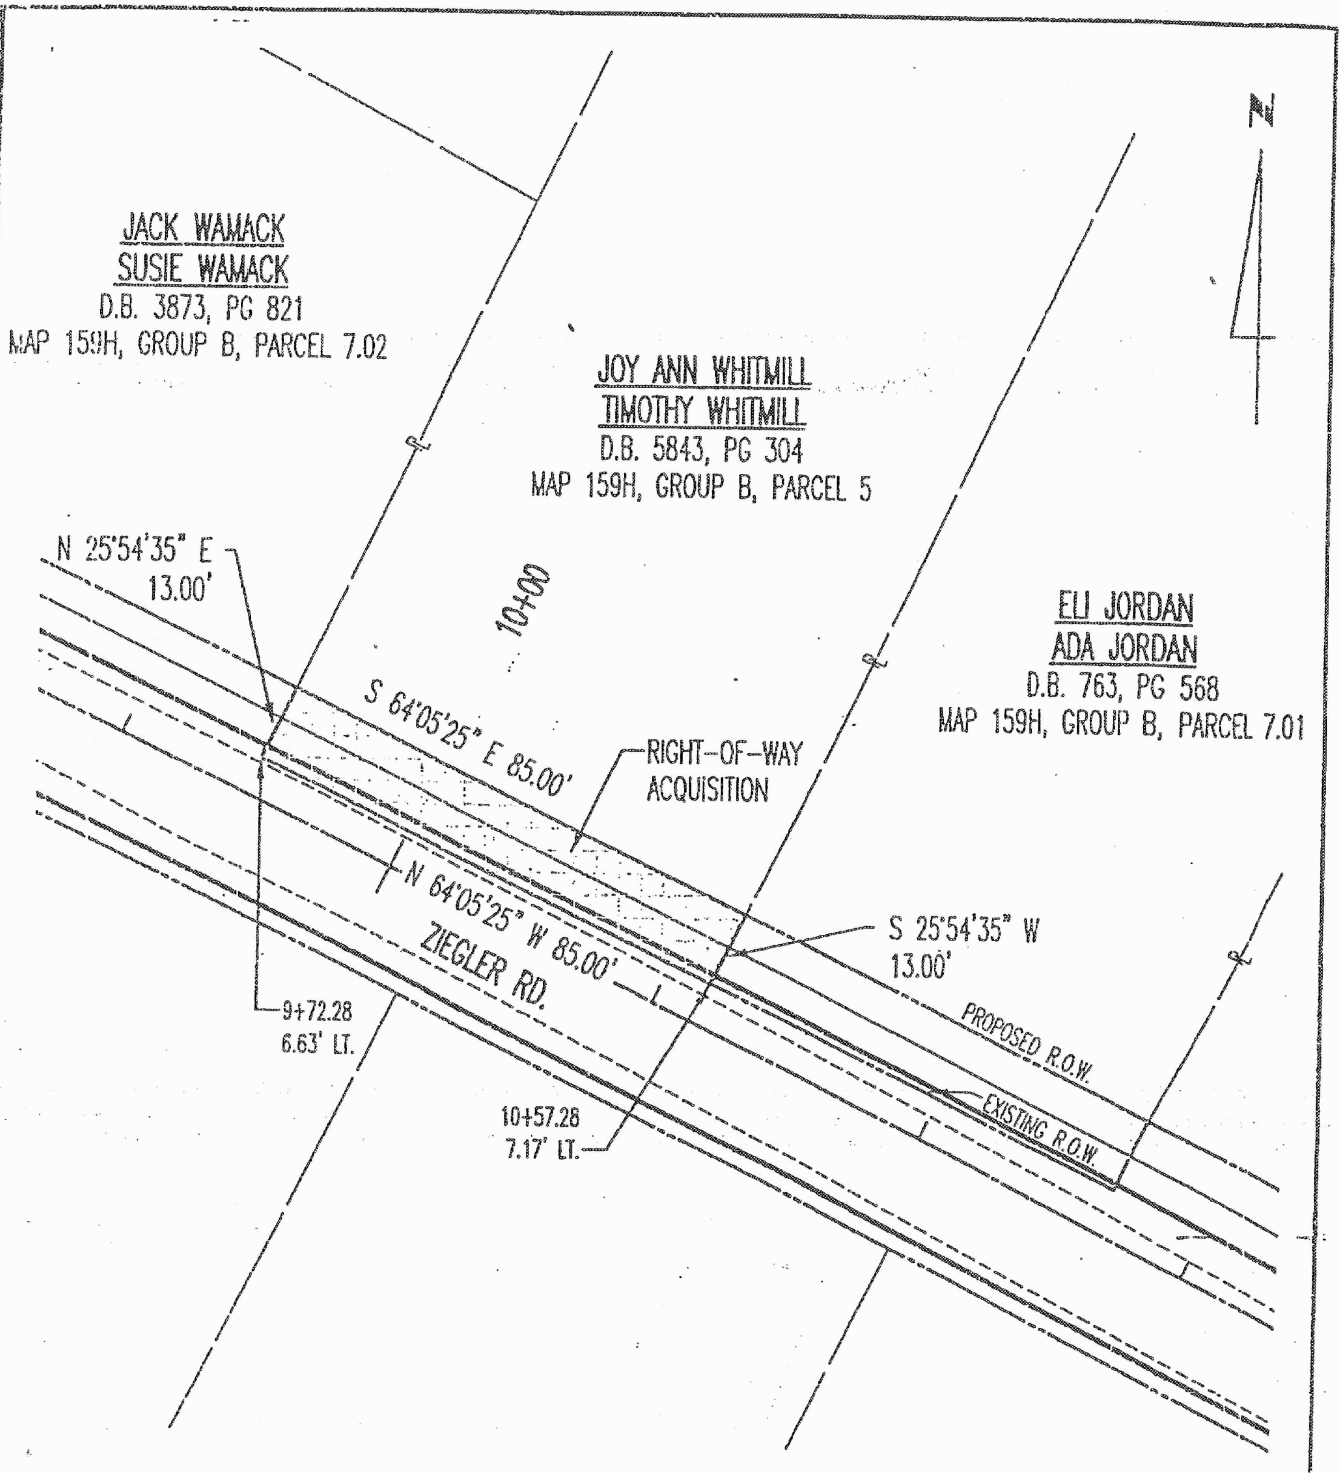 N
JACK WAMACK
SUSIE WAMACK
D.B. 3873, PG 821
MAP 159H, GROUP B, PARCEL 7.02
JOY ANN WHITMILL
TIMOTHY WHITMILL
D.B. 5843, PG 304
MAP 159H, GROUP B, PARCEL 5
N 25°54'35" E
13.00'
10+00
ELI JORDAN
ADA JORDAN
D.B. 763, PG 568
MAP 159H, GROUP B, PARCEL 7.01
S 64°05'25" E 85.00'
RIGHT-OF-WAY
ACQUISITION
N 64°05'25" W 85.00'
ZIEGLER RD.
S 25°54'35" W
13.00'
9+72.28
6.63' LT.
PROPOSED R.O.W.
EXISTING R.O.W.
10+57.28
7.17' LT.